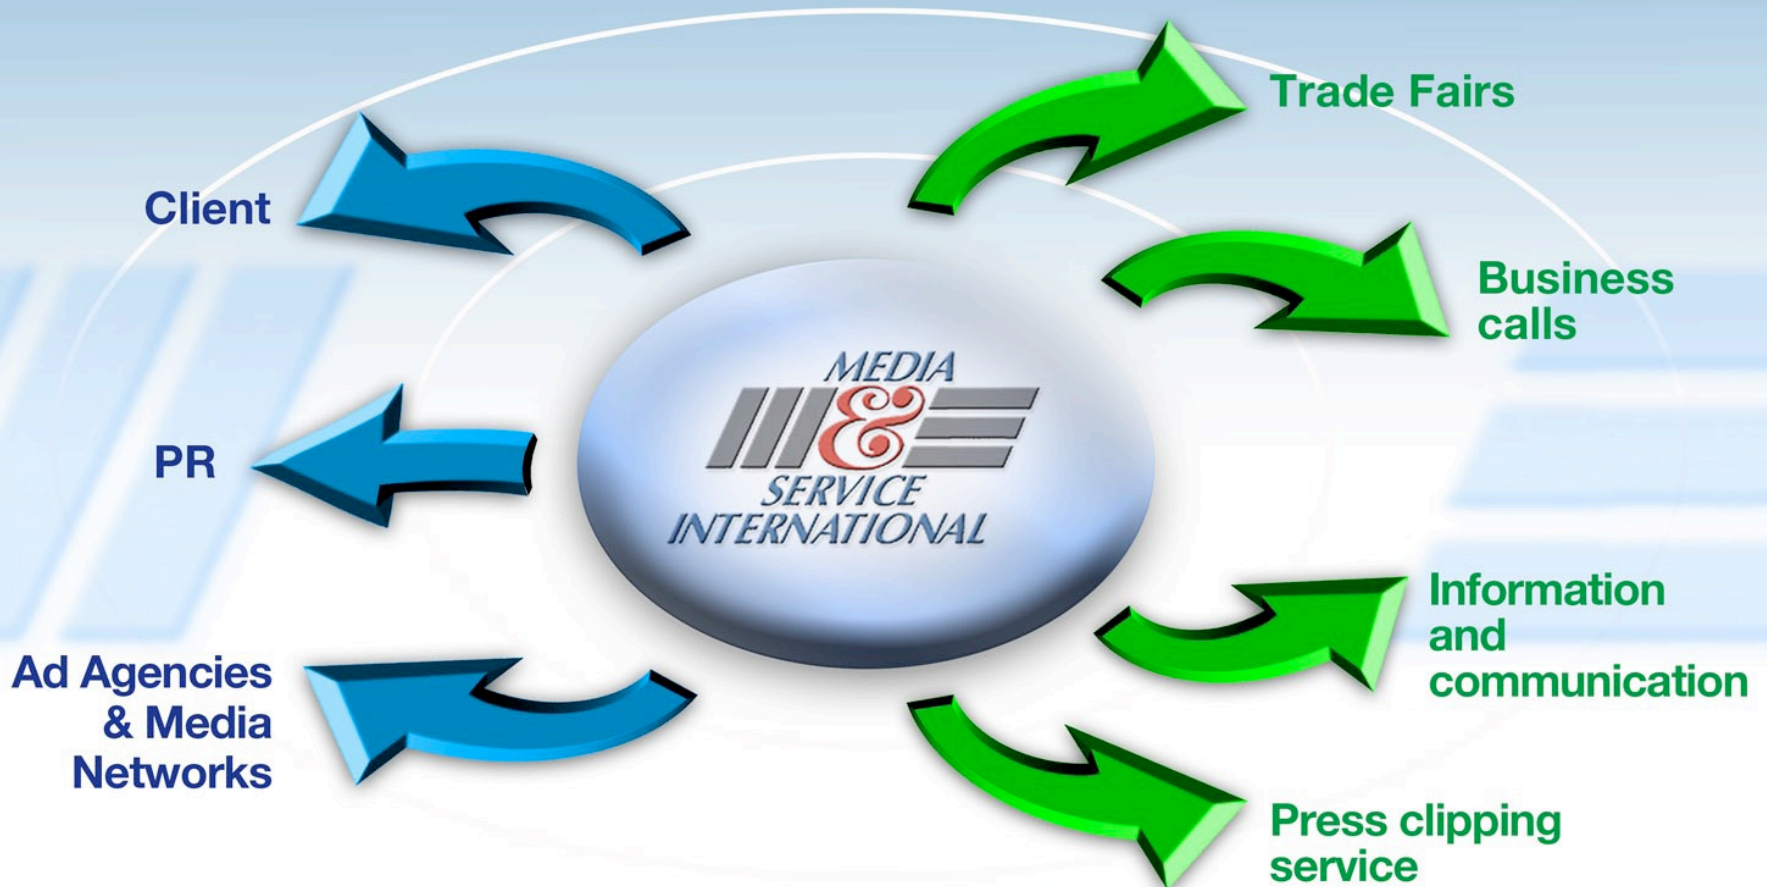 Client
PR
Ad Agencies
& Media
Networks
MEDIA
&
SERVICE
INTERNATIONAL
Trade Fairs
Business
calls
Information
and
communication
Press clipping
service